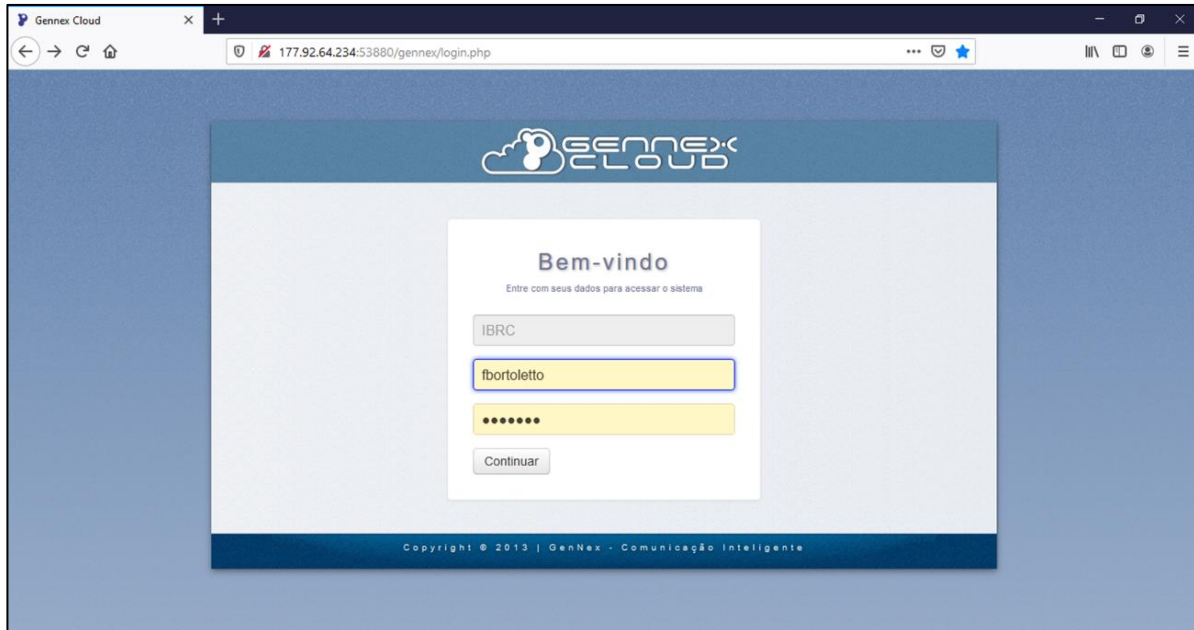 Gennex Cloud
177.92.64.234:53880/gennex/login.php
GENNEX
CLOUD
Bem-vindo
Entre com seus dados para acessar o sistema
IBRC
fbortoletto
•••••••
Continuar
Copyright © 2013 | GenNex - Comunicação Inteligente